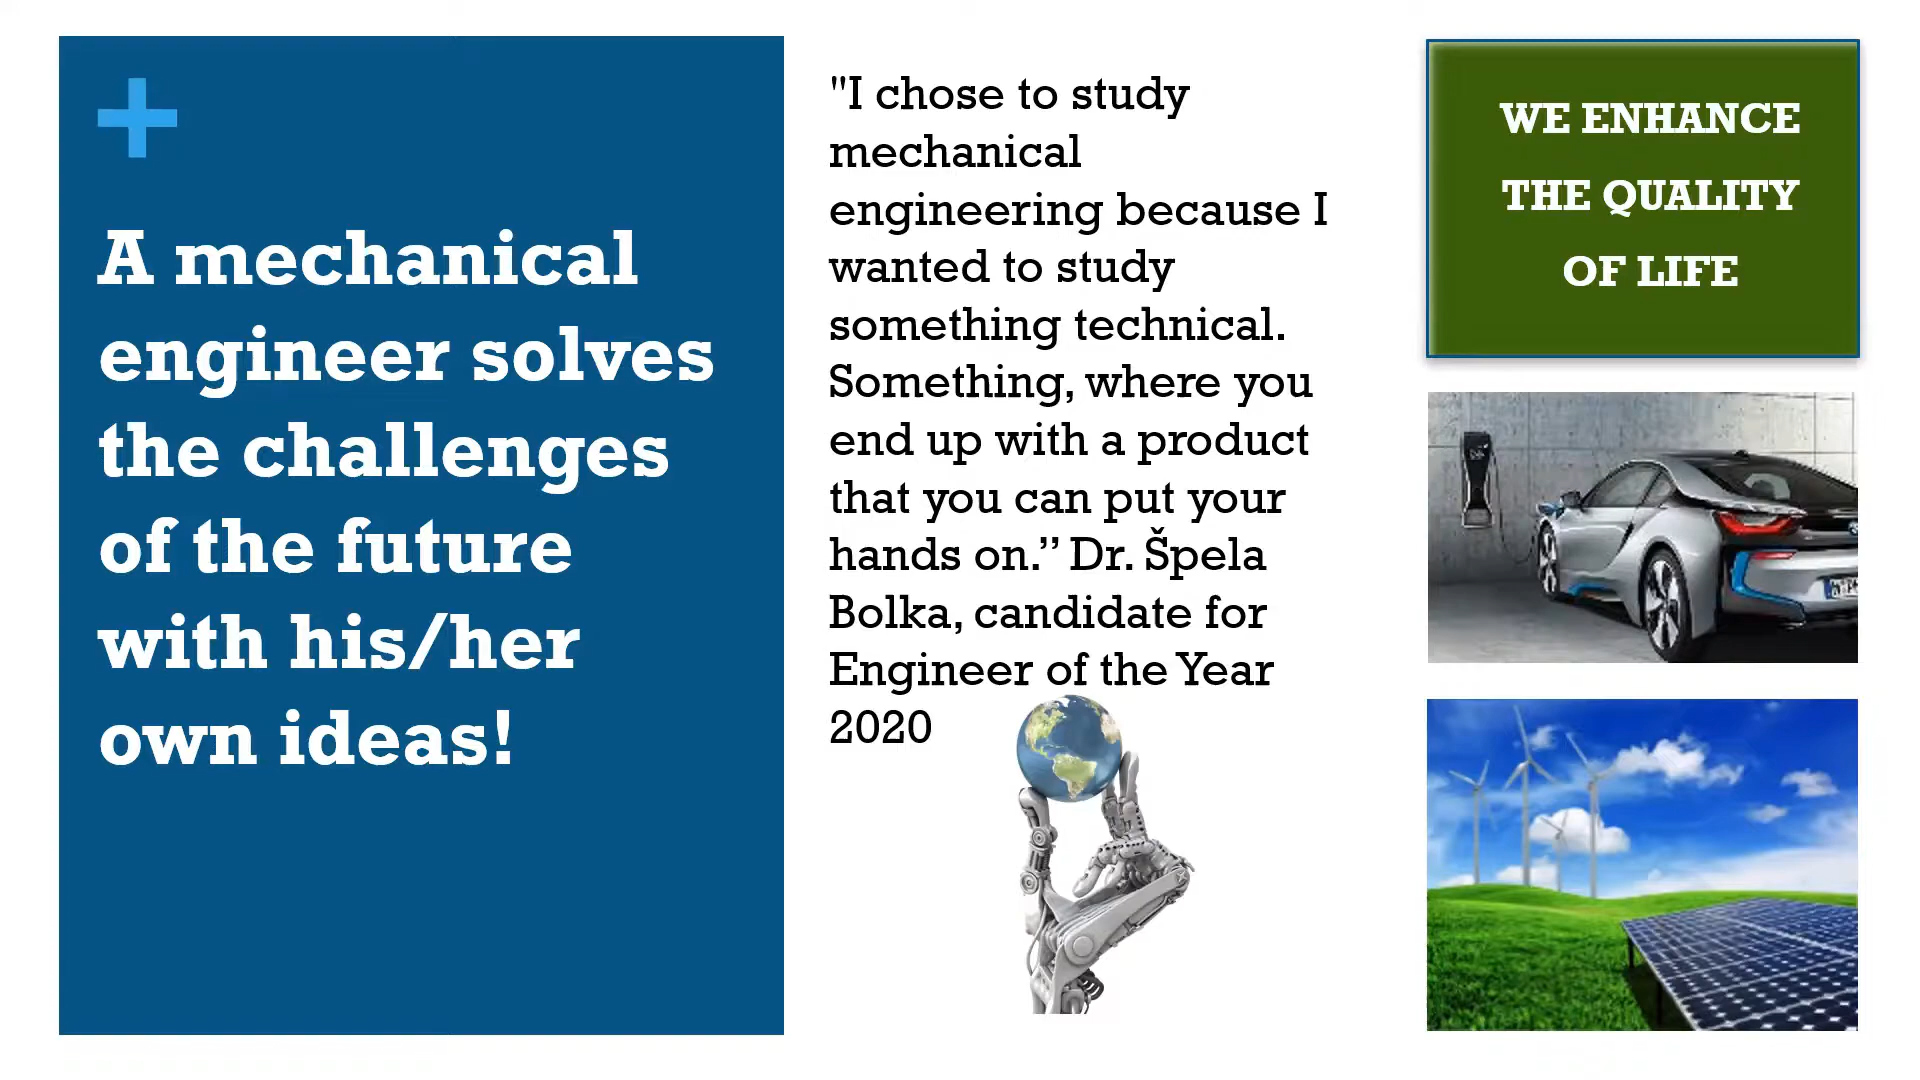 A mechanical
engineer solves
the challenges
of the future
with his/her
own ideas!
"I chose to study
mechanical
engineering because I
wanted to study
something technical.
Something, where you
end up with a product
that you can put your
hands on.” Dr. Špela
Bolka, candidate for
Engineer of the Year
2020
WE ENHANCE
THE QUALITY
OF LIFE